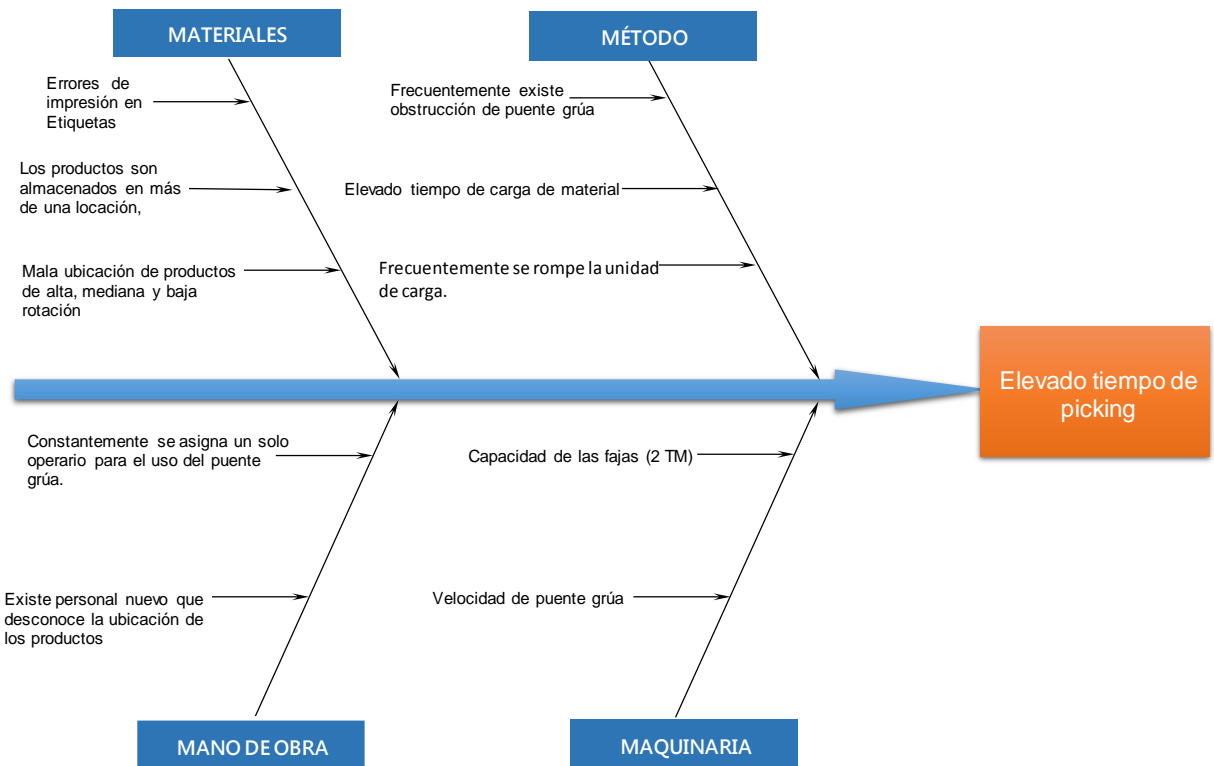 MATERIALES
MÉTODO
Errores de
impresión en
Etiquetas
Frecuentemente existe
obstrucción de puente grúa
Los productos son
almacenados en más
de una locación,
Elevado tiempo de carga de material
Mala ubicación de productos
de alta, mediana y baja
rotación
Frecuentemente se rompe la unidad
de carga.
Elevado tiempo de
picking
Constantemente se asigna un solo
operario para el uso del puente
grúa.
Capacidad de las fajas (2 TM)
Existe personal nuevo que
desconoce la ubicación de
los productos
Velocidad de puente grúa
MANO DE OBRA
MAQUINARIA